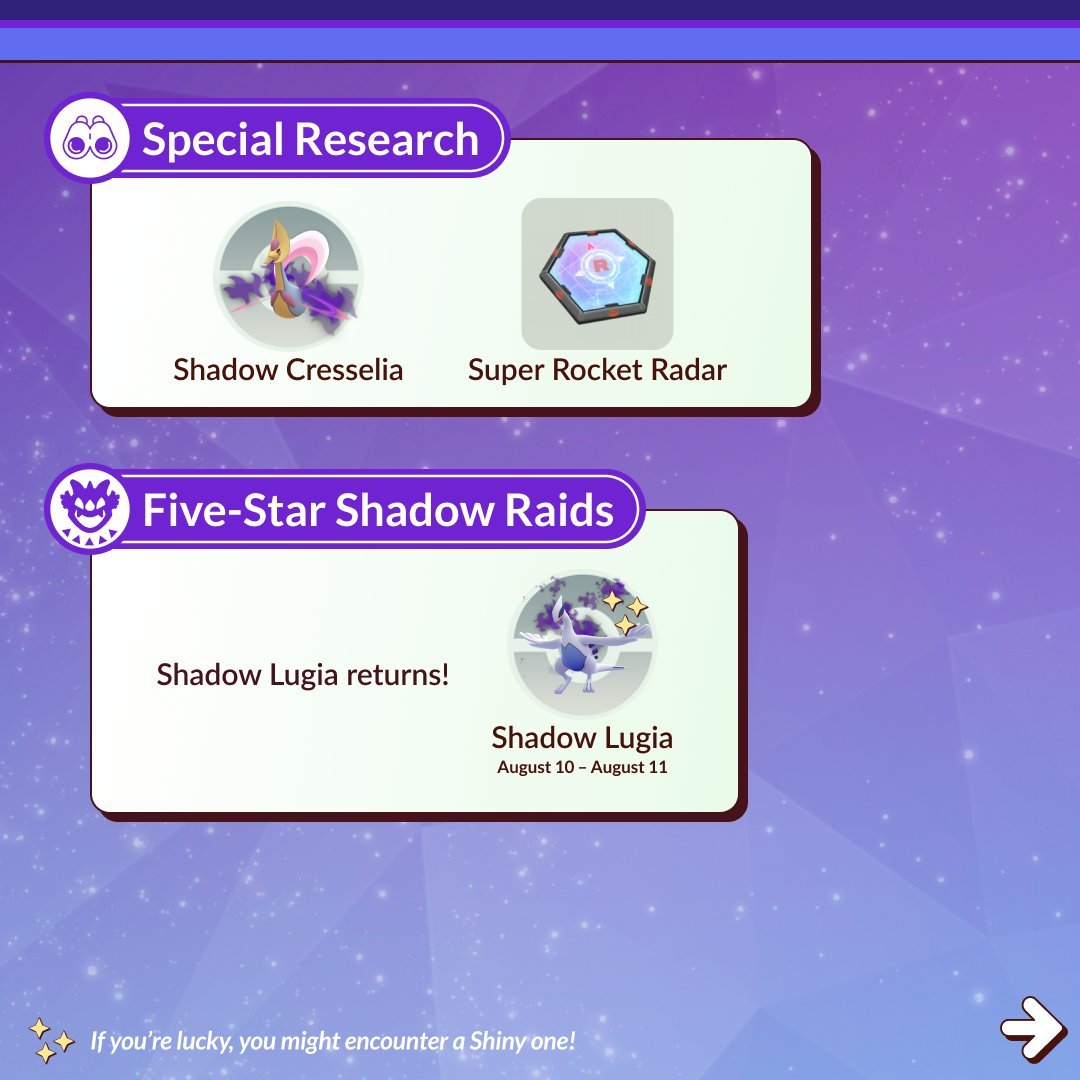 Special Research
Shadow Cresselia
Super Rocket Radar
Five-Star Shadow Raids
Shadow Lugia returns!
Shadow Lugia
August 10 – August 11
If you're lucky, you might encounter a Shiny one!